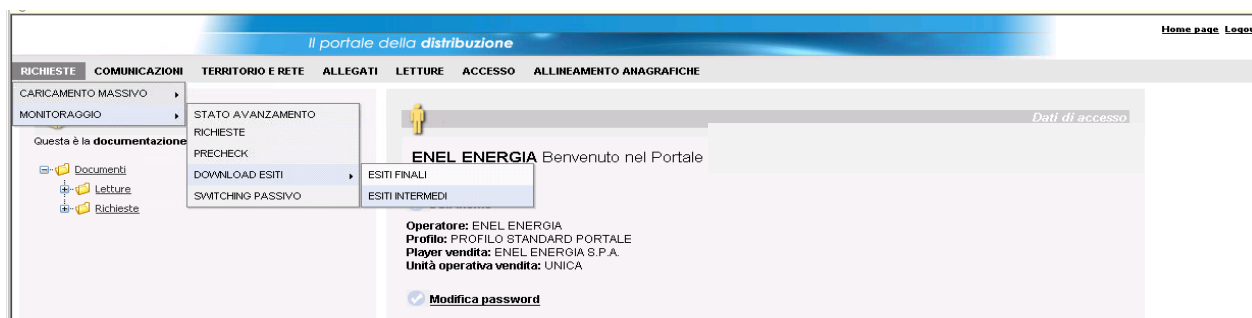 Il portale della distribuzione
Home page Logou
RICHIESTE COMUNICAZIONI TERRITORIO E RETE ALLEGATI LETTURE ACCESSO ALLINEAMENTO ANAGRAFICHE
CARICAMENTO MASSIVO
MONITORAGGIO
STATO AVANZAMENTO
RICHIESTE
PRECHECK
DOWNLOAD ESITI
SWITCHING PASSIVO
ESITI FINALI
ESITI INTERMEDI
Questa è la documentazione
Documenti
Letture
Richieste
Dati di accesso
ENEL ENERGIA Benvenuto nel Portale
Operatore: ENEL ENERGIA
Profilo: PROFILO STANDARD PORTALE
Player vendita: ENEL ENERGIA S.P.A.
Unità operativa vendita: UNICA
Modifica password